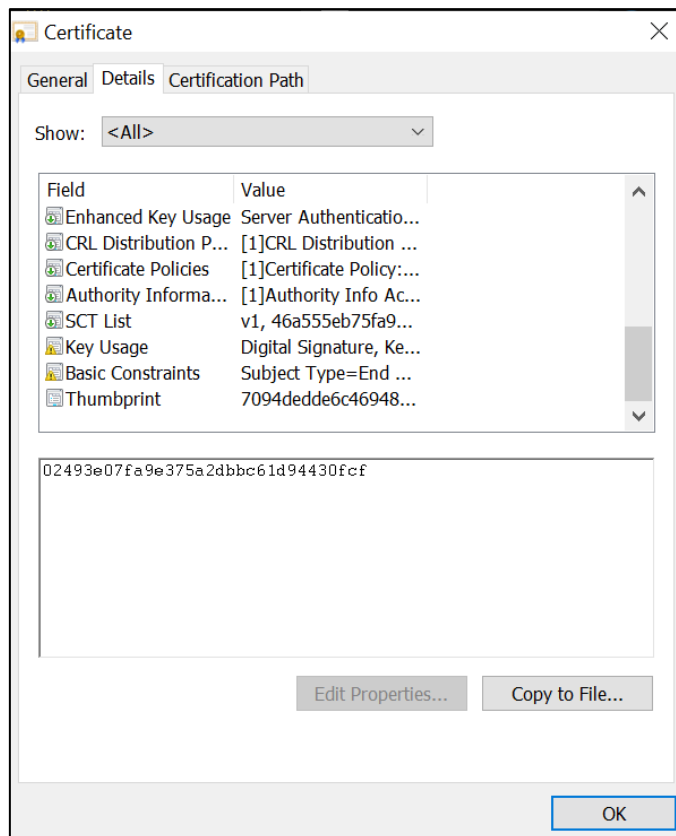 Certificate
General Details Certification Path
Show: <All>
Field Value
Enhanced Key Usage Server Authenticatio...
CRL Distribution P... [1]CRL Distribution ...
Certificate Policies [1]Certificate Policy:...
Authority Informa... [1]Authority Info Ac...
SCT List v1, 46a555eb75fa9...
Key Usage Digital Signature, Ke...
Basic Constraints Subject Type=End ...
Thumbprint 7094dedde6c46948...
02493e07fa9e375a2dbbc61d94430fcf
Edit Properties... Copy to File...
OK